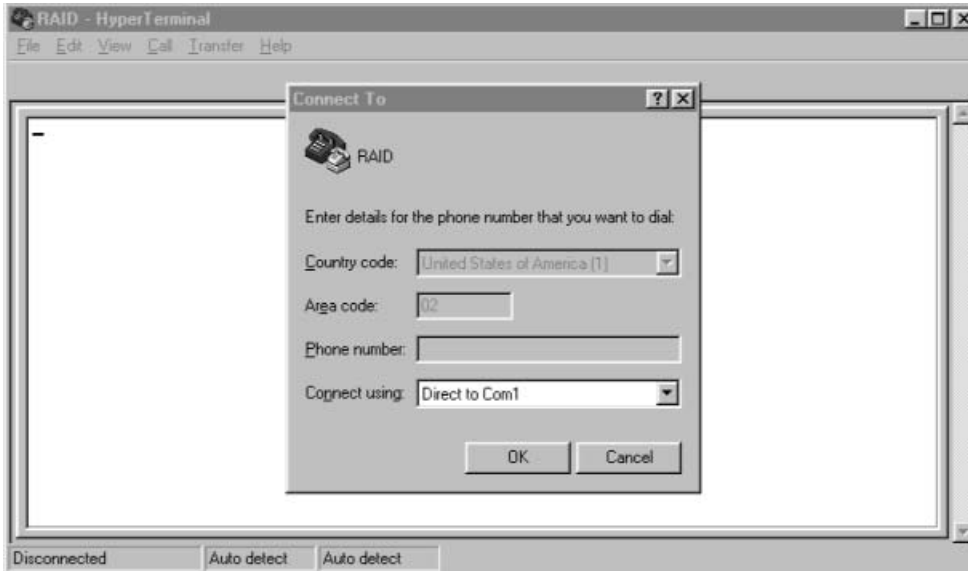 RAID - HyperTerminal
File Edit View Call Transfer Help
Connect To
RAID
Enter details for the phone number that you want to dial:
Country code: United States of America (1)
Area code: 02
Phone number:
Connect using: Direct to Com1
OK Cancel
Disconnected Auto detect Auto detect